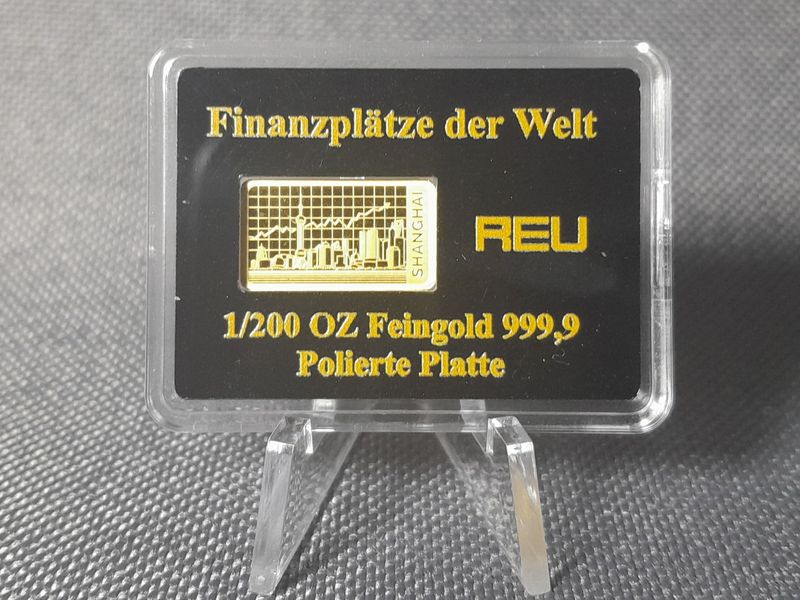 Finanzplätze der Welt
SHANGHAI
REU
1/200 OZ Feingold 999,9
Polierte Platte